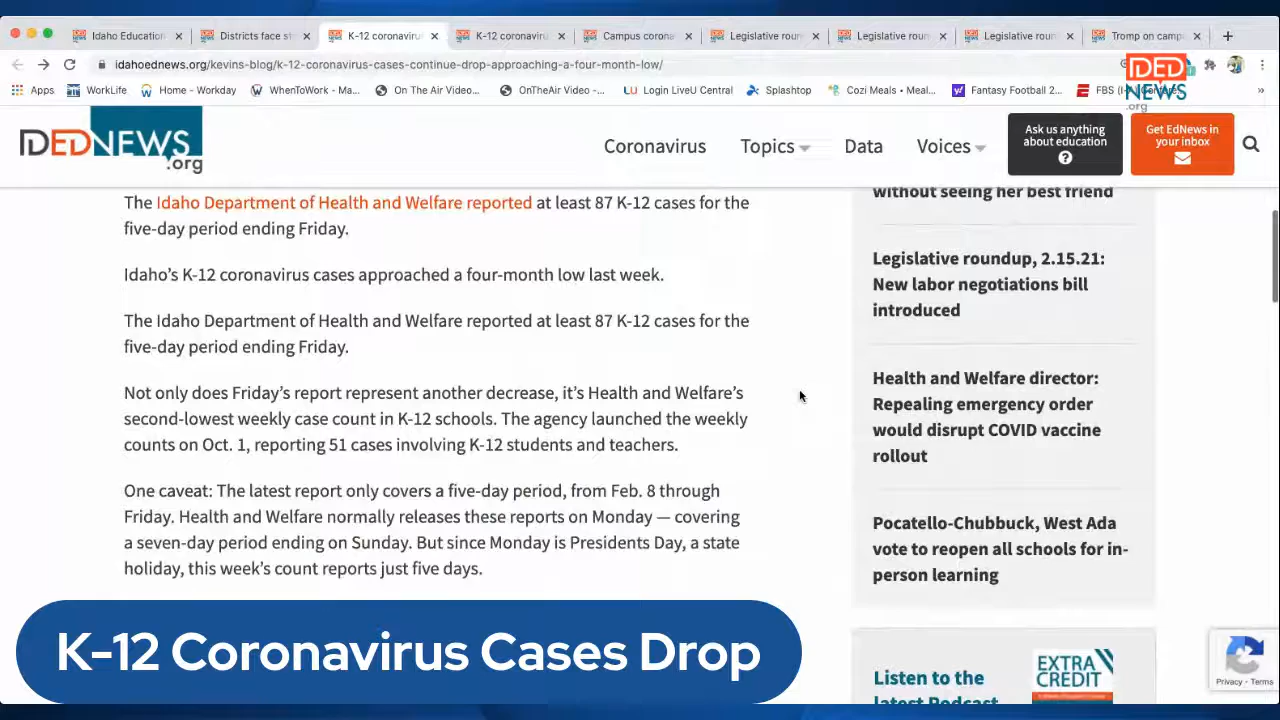 Idaho Education
Districts face st
K-12 coronavirus
K-12 coronaviru
Campus corona
Legislative roun
Legislative roun
Legislative roun
Tromp on camp
idahoednews.org/kevins-blog/k-12-coronavirus-cases-continue-drop-approaching-a-four-month-low/
Apps
WorkLife
Home - Workday
WhenToWork - Ma...
On The Air Video...
OnTheAir Video -...
Login LiveU Central
Splashtop
Cozi Meals • Meal...
Fantasy Football 2...
IDED
NEWS
.org
IDEDNEWS
.org
Coronavirus
Topics
Data
Voices
Ask us anything
about education
Get EdNews in
your inbox
The Idaho Department of Health and Welfare reported at least 87 K-12 cases for the
five-day period ending Friday.
Idaho's K-12 coronavirus cases approached a four-month low last week.
The Idaho Department of Health and Welfare reported at least 87 K-12 cases for the
five-day period ending Friday.
Not only does Friday's report represent another decrease, it's Health and Welfare's
second-lowest weekly case count in K-12 schools. The agency launched the weekly
counts on Oct. 1, reporting 51 cases involving K-12 students and teachers.
One caveat: The latest report only covers a five-day period, from Feb. 8 through
Friday. Health and Welfare normally releases these reports on Monday — covering
a seven-day period ending on Sunday. But since Monday is Presidents Day, a state
holiday, this week's count reports just five days.
without seeing her best friend
Legislative roundup, 2.15.21:
New labor negotiations bill
introduced
Health and Welfare director:
Repealing emergency order
would disrupt COVID vaccine
rollout
Pocatello-Chubbuck, West Ada
vote to reopen all schools for in-
person learning
Listen to the
latest Podcast
EXTRA
CREDIT
Privacy - Terms
K-12 Coronavirus Cases Drop